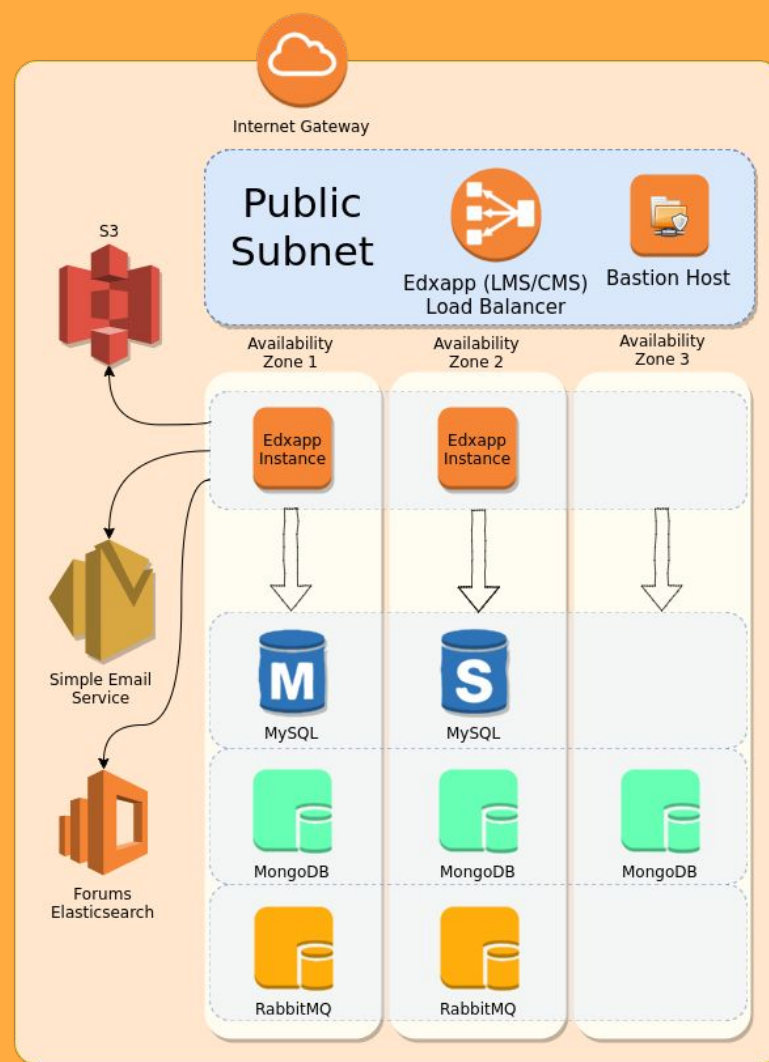 Internet Gateway
Public
Subnet
Edxapp (LMS/CMS)
Load Balancer
Bastion Host
S3
Availability
Zone 1
Availability
Zone 2
Availability
Zone 3
Edxapp
Instance
Edxapp
Instance
Simple Email
Service
M
MySQL
S
MySQL
Forums
Elasticsearch
MongoDB
MongoDB
MongoDB
RabbitMQ
RabbitMQ